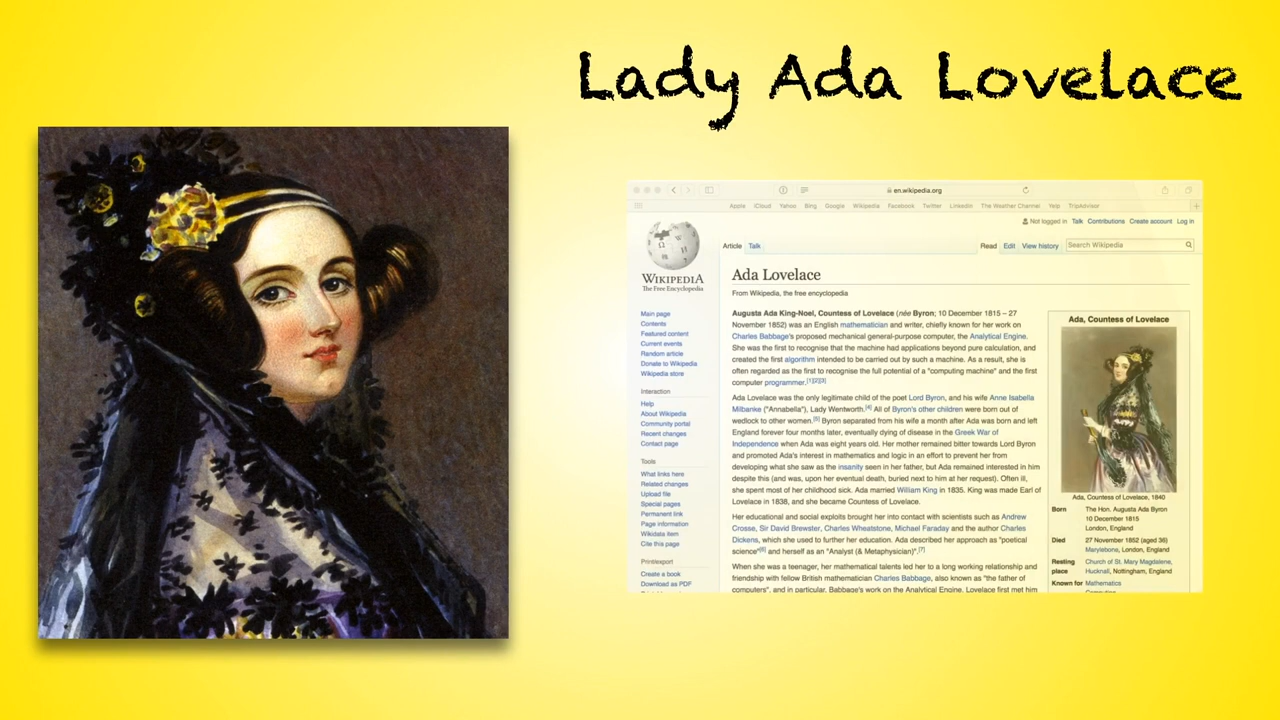 Lady Ada Lovelace
en.wikipedia.org
Apple iCloud Yahoo Bing Google Wikipedia Facebook Twitter LinkedIn The Weather Channel Yelp TripAdvisor
Not logged in Talk Contributions Create account Log in
Article Talk Read Edit View history Search Wikipedia
WIKIPEDIA
The Free Encyclopedia
Main page
Contents
Featured content
Current events
Random article
Donate to Wikipedia
Wikipedia store
Interaction
Help
About Wikipedia
Community portal
Recent changes
Contact page
Tools
What links here
Related changes
Upload file
Special pages
Permanent link
Page information
Wikidata item
Cite this page
Print/export
Create a book
Download as PDF
Ada Lovelace
From Wikipedia, the free encyclopedia
Augusta Ada King-Noel, Countess of Lovelace (née Byron; 10 December 1815 – 27
November 1852) was an English mathematician and writer, chiefly known for her work on
Charles Babbage's proposed mechanical general-purpose computer, the Analytical Engine.
She was the first to recognise that the machine had applications beyond pure calculation, and
created the first algorithm intended to be carried out by such a machine. As a result, she is
often regarded as the first to recognise the full potential of a "computing machine" and the first
computer programmer.[1][2][3]
Ada Lovelace was the only legitimate child of the poet Lord Byron, and his wife Anne Isabella
Milbanke ("Annabella"), Lady Wentworth.[4] All of Byron's other children were born out of
wedlock to other women.[5] Byron separated from his wife a month after Ada was born and left
England forever four months later, eventually dying of disease in the Greek War of
Independence when Ada was eight years old. Her mother remained bitter towards Lord Byron
and promoted Ada's interest in mathematics and logic in an effort to prevent her from
developing what she saw as the insanity seen in her father, but Ada remained interested in him
despite this (and was, upon her eventual death, buried next to him at her request). Often ill,
she spent most of her childhood sick. Ada married William King in 1835. King was made Earl of
Lovelace in 1838, and she became Countess of Lovelace.
Her educational and social exploits brought her into contact with scientists such as Andrew
Crosse, Sir David Brewster, Charles Wheatstone, Michael Faraday and the author Charles
Dickens, which she used to further her education. Ada described her approach as "poetical
science"[6] and herself as an "Analyst (& Metaphysician)".[7]
When she was a teenager, her mathematical talents led her to a long working relationship and
friendship with fellow British mathematician Charles Babbage, also known as "the father of
computers", and in particular, Babbage's work on the Analytical Engine. Lovelace first met him
Ada, Countess of Lovelace
Ada, Countess of Lovelace, 1840
Born The Hon. Augusta Ada Byron
10 December 1815
London, England
Died 27 November 1852 (aged 36)
Marylebone, London, England
Resting Church of St. Mary Magdalene,
place Hucknall, Nottingham, England
Known for Mathematics